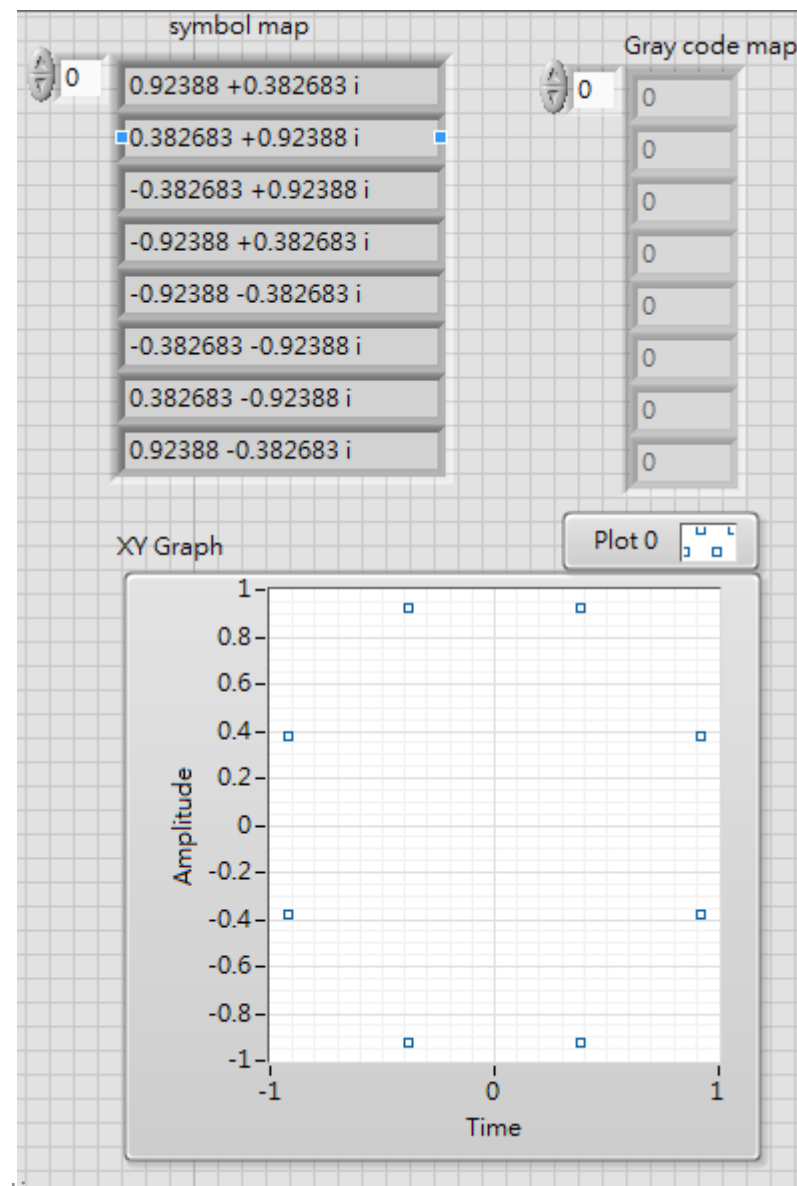 symbol map
Gray code map
0
0.92388 +0.382683 i
0.382683 +0.92388 i
-0.382683 +0.92388 i
-0.92388 +0.382683 i
-0.92388 -0.382683 i
-0.382683 -0.92388 i
0.382683 -0.92388 i
0.92388 -0.382683 i
0
0
0
0
0
0
0
0
0
XY Graph
Plot 0
Amplitude
1
0.8
0.6
0.4
0.2
0
-0.2
-0.4
-0.6
-0.8
-1
-1
0
1
Time